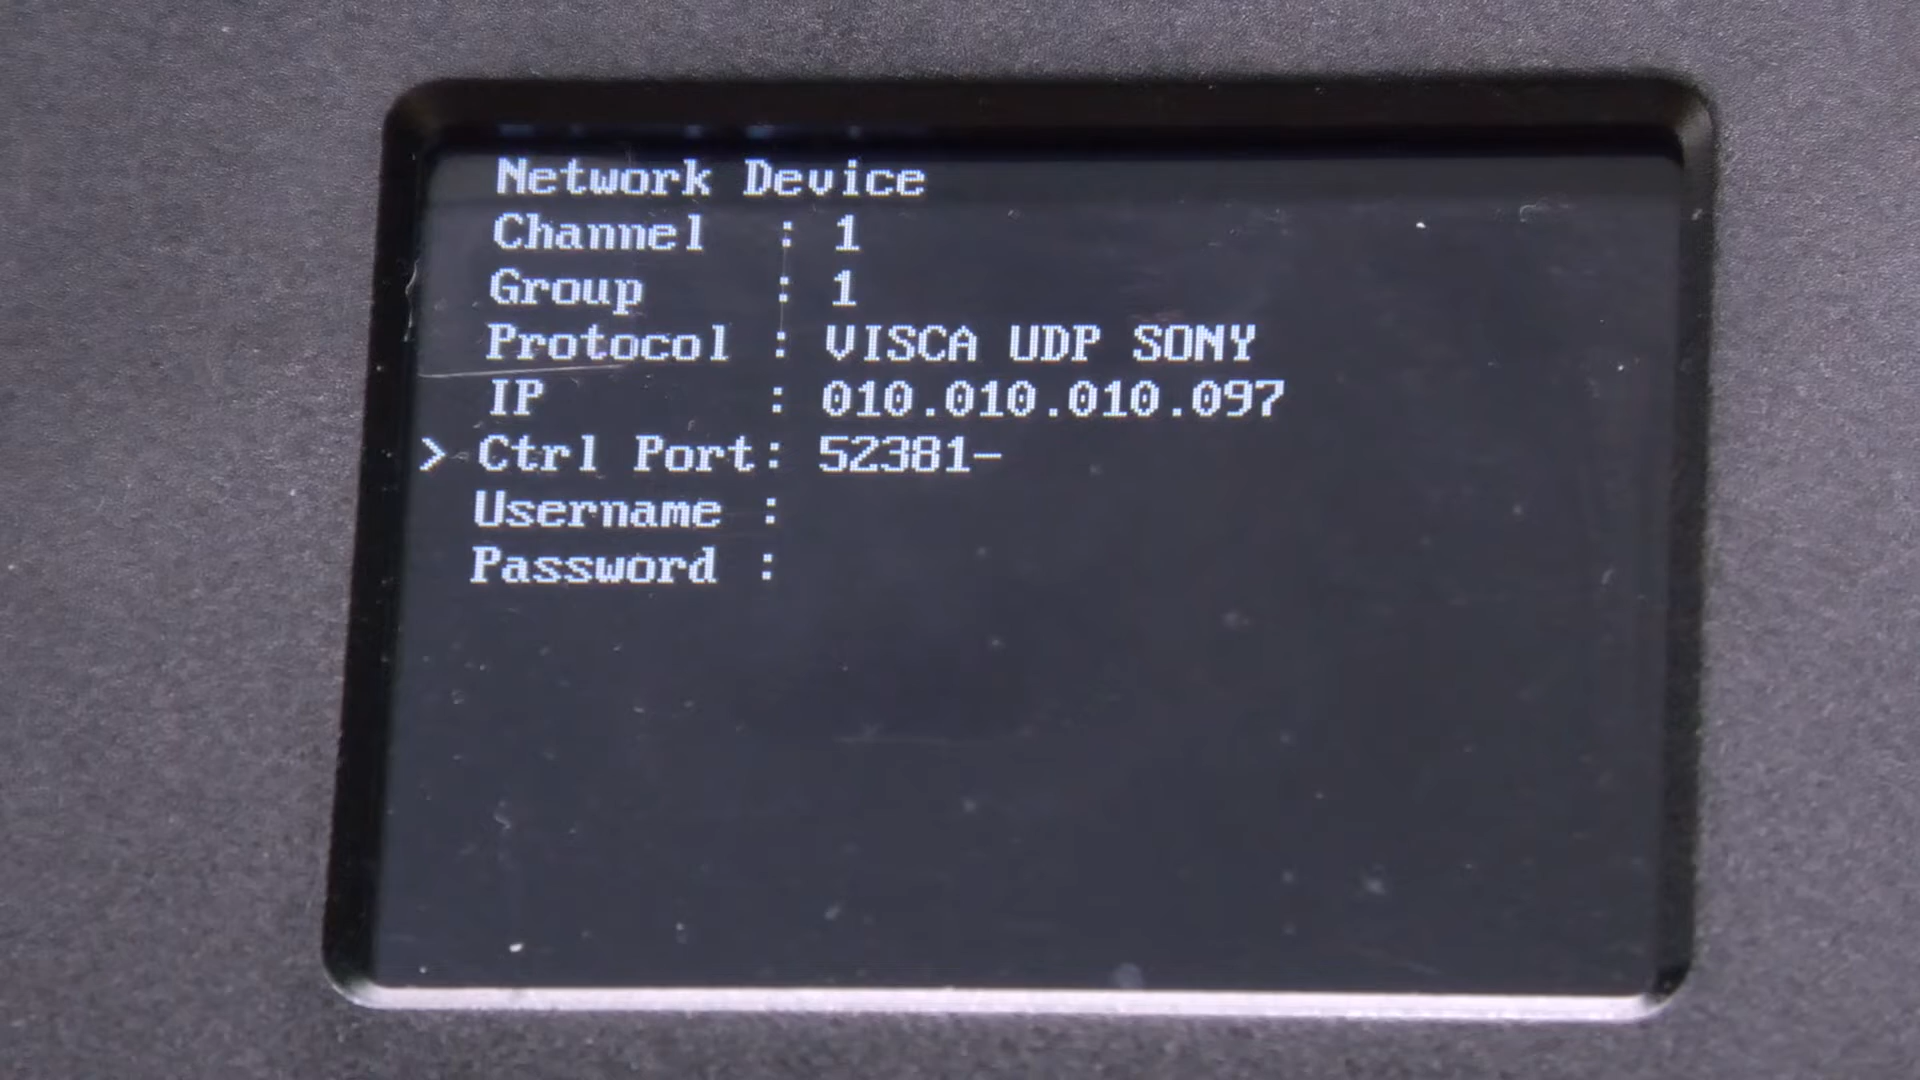 Network Device
Channel : 1
Group : 1
Protocol : VISCA UDP SONY
IP : 010.010.010.097
> Ctrl Port: 52381-
Username :
Password :